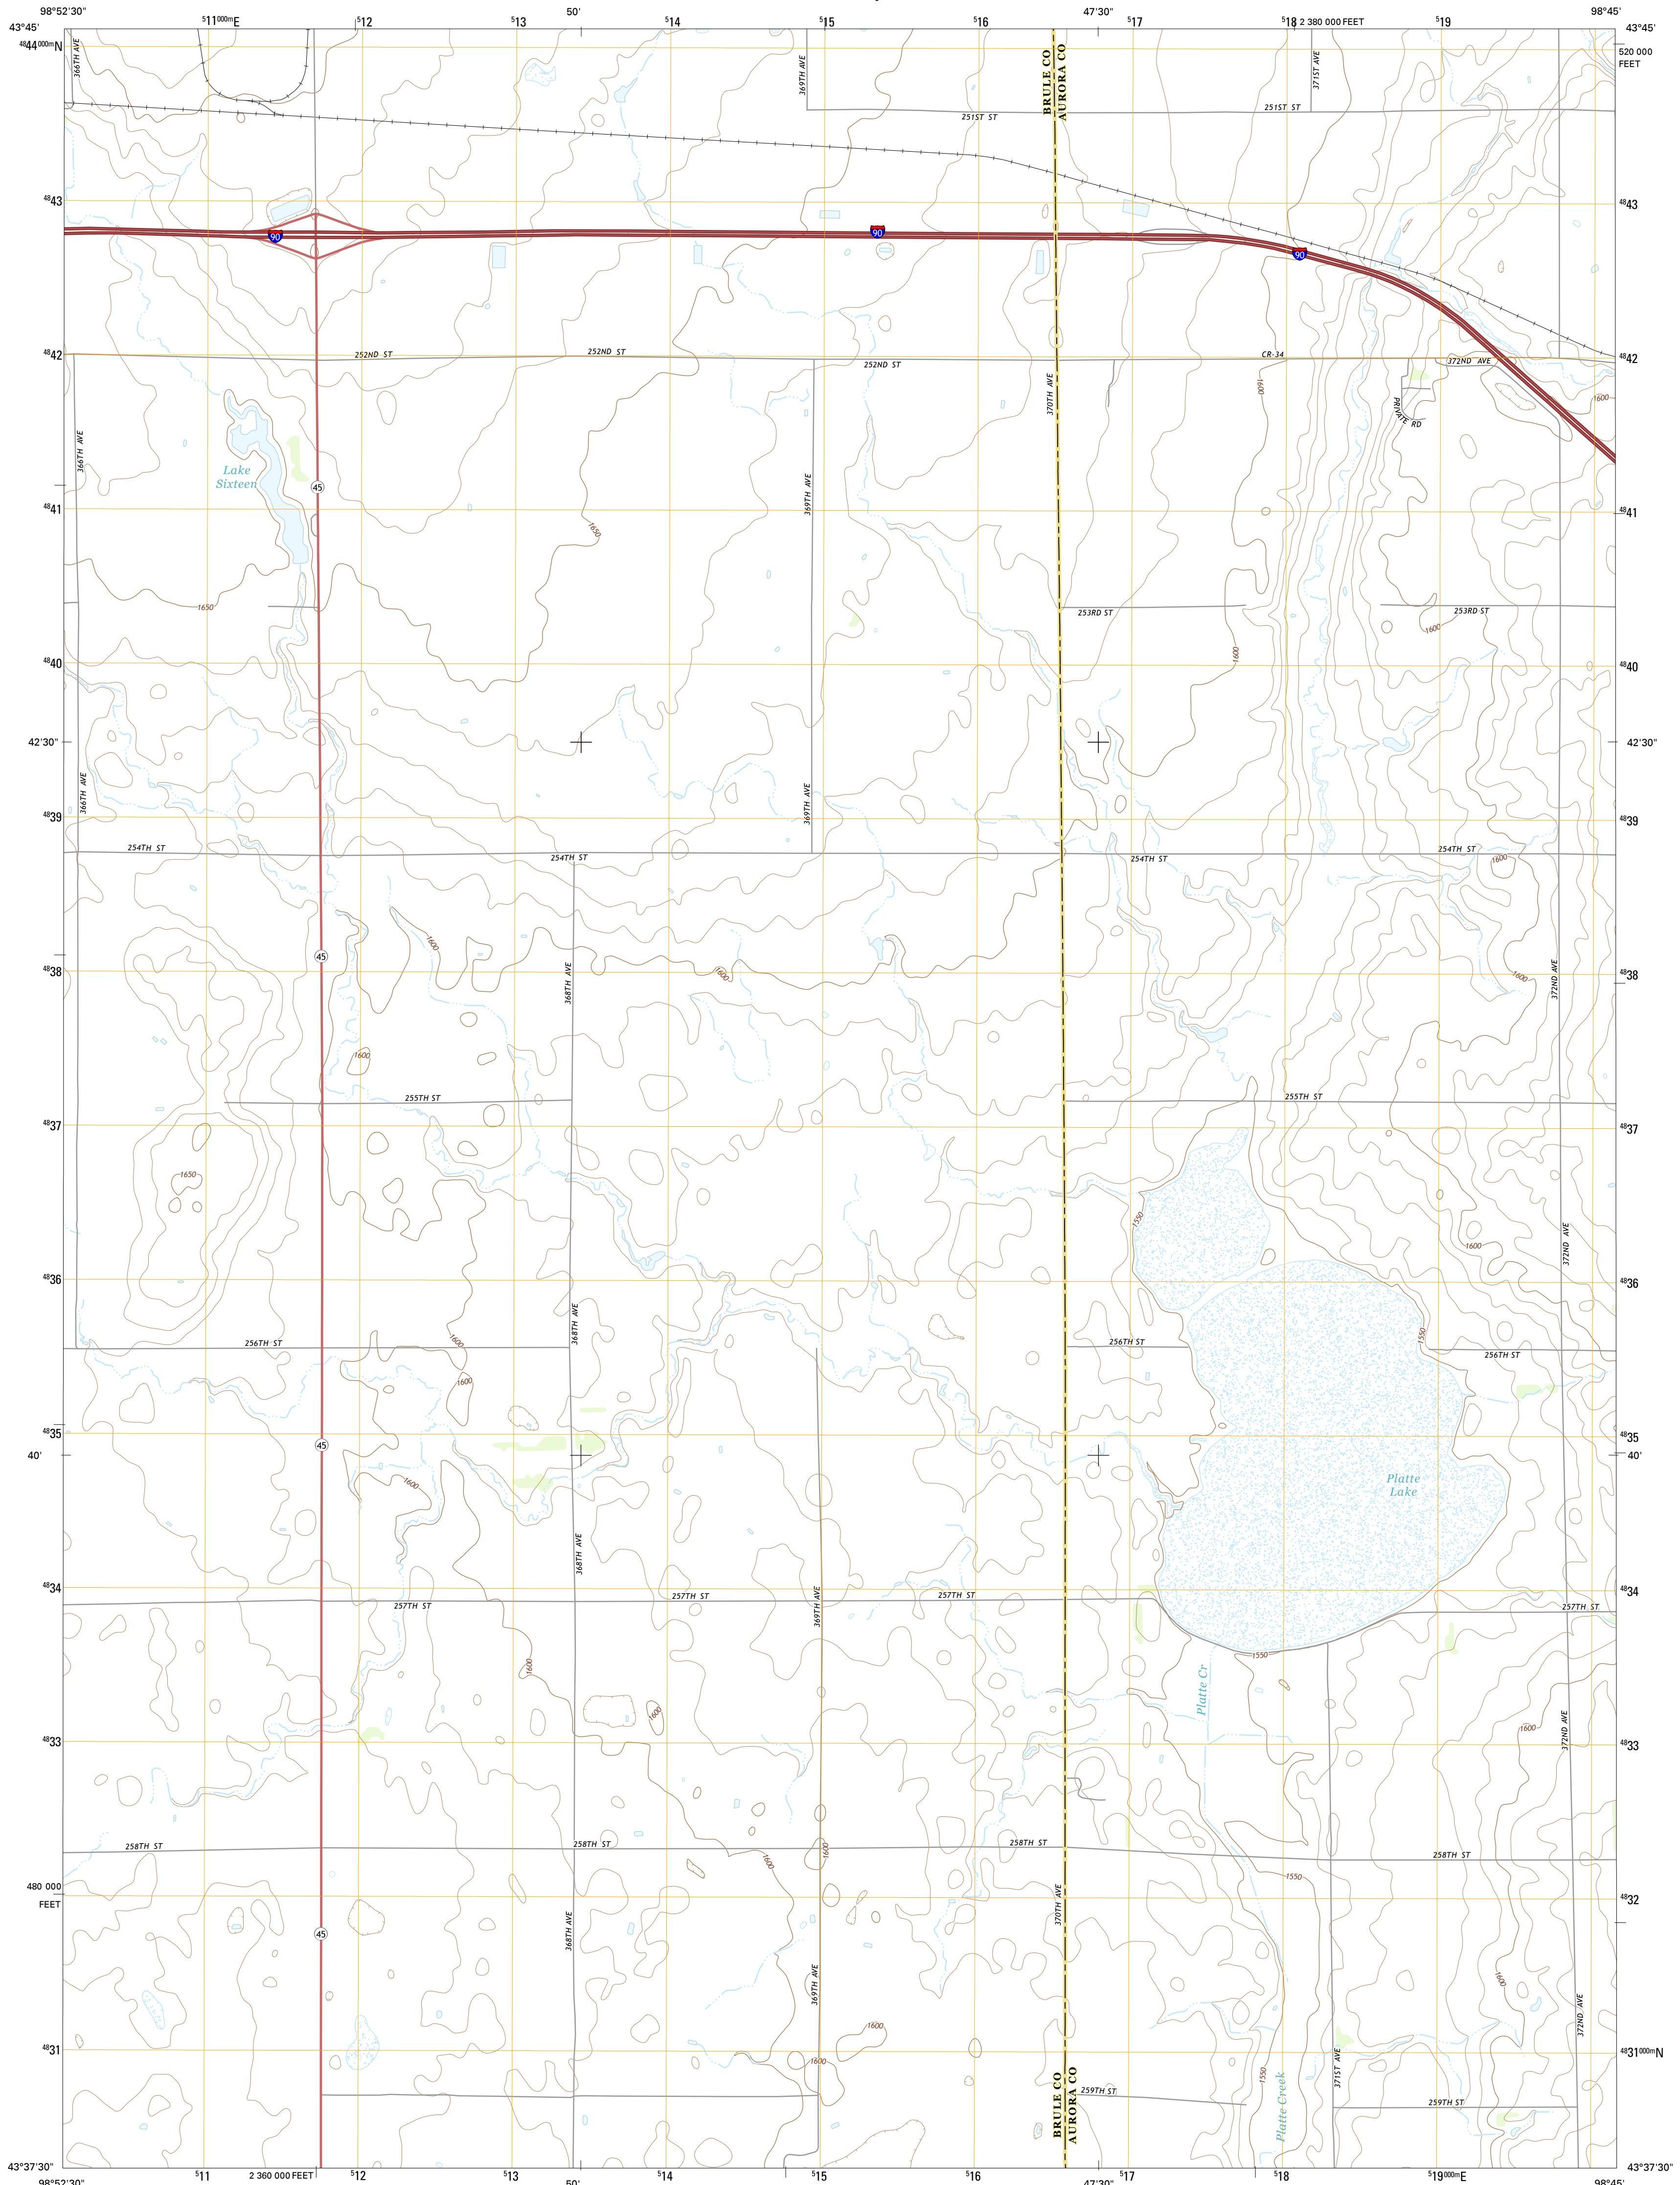 98°52'30"
⁵11⁰⁰⁰ᵐE
⁵12
⁵13
50'
⁵14
⁵15
⁵16
47'30"
⁵17
⁵18
2 380 000 FEET
⁵19
98°45'
43°45'
43°45'
⁴⁸44⁰⁰⁰ᵐN
520 000
FEET
366TH AVE
369TH AVE
BRULE CO
AURORA CO
371ST AVE
251ST ST
251ST ST
⁴⁸43
⁴⁸43
90
90
90
⁴⁸42
252ND ST
252ND ST
252ND ST
CR-34
372ND AVE
⁴⁸42
370TH AVE
1600
PRIVATE RD
1600
366TH AVE
Lake
Sixteen
45
369TH AVE
⁴⁸41
1650
⁴⁸41
1650
253RD ST
253RD ST
1600
1600
⁴⁸40
⁴⁸40
42'30"
42'30"
366TH AVE
369TH AVE
⁴⁸39
⁴⁸39
254TH ST
254TH ST
254TH ST
254TH ST
1600
1600
45
⁴⁸38
368TH AVE
1600
372ND AVE
1600
⁴⁸38
1600
255TH ST
255TH ST
⁴⁸37
⁴⁸37
1650
1550
1600
372ND AVE
⁴⁸36
⁴⁸36
256TH ST
1600
368TH AVE
256TH ST
1550
256TH ST
1600
⁴⁸35
45
⁴⁸35
40'
40'
1600
Platte
Lake
368TH AVE
⁴⁸34
⁴⁸34
257TH ST
257TH ST
369TH AVE
257TH ST
257TH ST
1600
1550
Platte Cr
1600
1600
372ND AVE
⁴⁸33
⁴⁸33
258TH ST
258TH ST
1600
1600
258TH ST
258TH ST
1550
480 000
FEET
⁴⁸32
45
368TH AVE
370TH AVE
369TH AVE
1600
372ND AVE
⁴⁸31
1600
1600
⁴⁸31⁰⁰⁰ᵐN
BRULE CO
AURORA CO
259TH ST
1550
Platte Creek
371ST AVE
259TH ST
43°37'30"
43°37'30"
98°52'30"
⁵11
2 360 000 FEET
⁵12
⁵13
50'
⁵14
⁵15
⁵16
47'30"
⁵17
⁵18
⁵19⁰⁰⁰ᵐE
98°45'